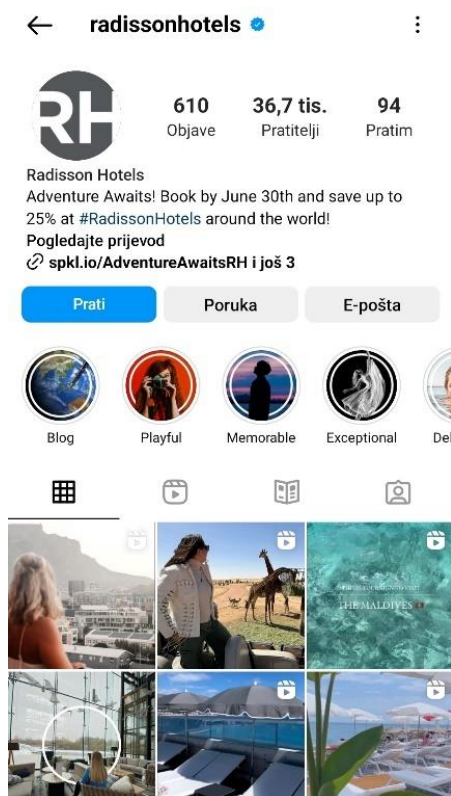 radissonhotels
RH
610 36,7 tis. 94
Objave Pratitelji Pratim
Radisson Hotels
Adventure Awaits! Book by June 30th and save up to
25% at #RadissonHotels around the world!
Pogledajte prijevod
spkl.io/AdventureAwaitsRH i još 3
Prati Poruka E-pošta
Blog Playful Memorable Exceptional Del
THE MALDIVES